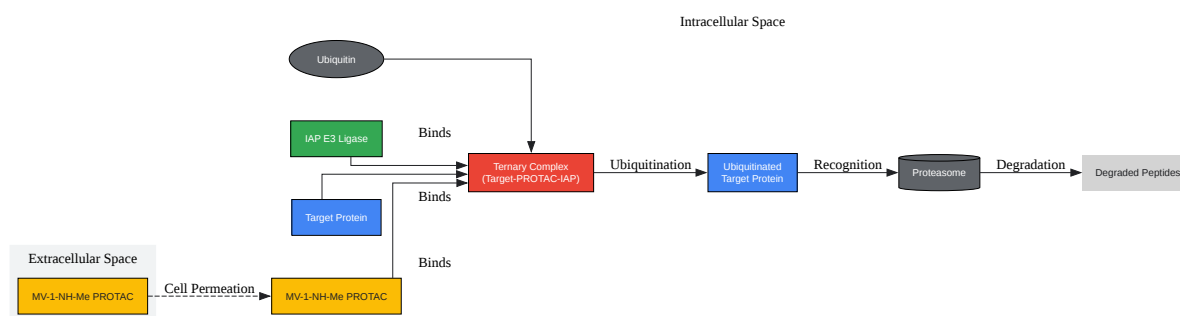 Intracellular Space
Ubiquitin
IAP E3 Ligase
Binds
Ternary Complex
(Target-PROTAC-IAP)
Ubiquitination
Ubiquitinated
Target Protein
Recognition
Proteasome
Degradation
Degraded Peptides
Binds
Target Protein
Extracellular Space
Binds
MV-1-NH-Me PROTAC
Cell Permeation
MV-1-NH-Me PROTAC